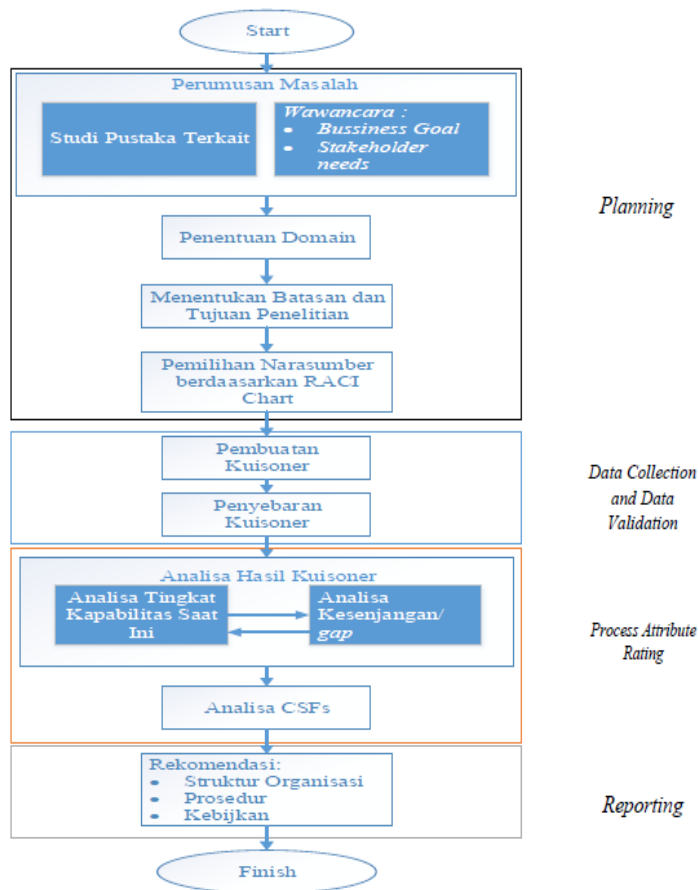 Start
Perumusan Masalah
Studi Pustaka Terkait
Wawancara :
• Bussiness Goal
• Stakeholder
needs
Planning
Penentuan Domain
Menentukan Batasan dan
Tujuan Penelitian
Pemilihan Narasumber
berdaasarkan RACI
Chart
Pembuatan
Kuisoner
Penyebaran
Kuisoner
Data Collection
and Data
Validation
Analisa Hasil Kuisoner
Analisa Tingkat
Kapabilitas Saat
Ini
Analisa
Kesenjangan/
gap
Process Attribute
Rating
Analisa CSFs
Rekomendasi:
• Struktur Organisasi
• Prosedur
• Kebijkan
Reporting
Finish